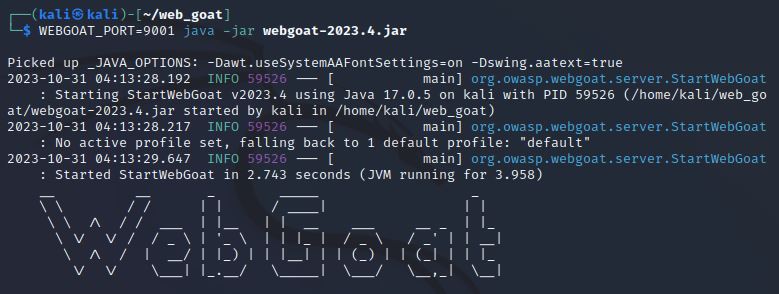 ┌──(kali㉿kali)-[~/web_goat]
└─$ WEBGOAT_PORT=9001 java -jar webgoat-2023.4.jar
Picked up _JAVA_OPTIONS: -Dawt.useSystemAAFontSettings=on -Dswing.aatext=true
2023-10-31 04:13:28.192  INFO 59526 --- [           main] org.owasp.webgoat.server.StartWebGoat
    : Starting StartWebGoat v2023.4 using Java 17.0.5 on kali with PID 59526 (/home/kali/web_go
at/webgoat-2023.4.jar started by kali in /home/kali/web_goat)
2023-10-31 04:13:28.217  INFO 59526 --- [           main] org.owasp.webgoat.server.StartWebGoat
    : No active profile set, falling back to 1 default profile: "default"
2023-10-31 04:13:29.647  INFO 59526 --- [           main] org.owasp.webgoat.server.StartWebGoat
    : Started StartWebGoat in 2.743 seconds (JVM running for 3.958)
WebGoat